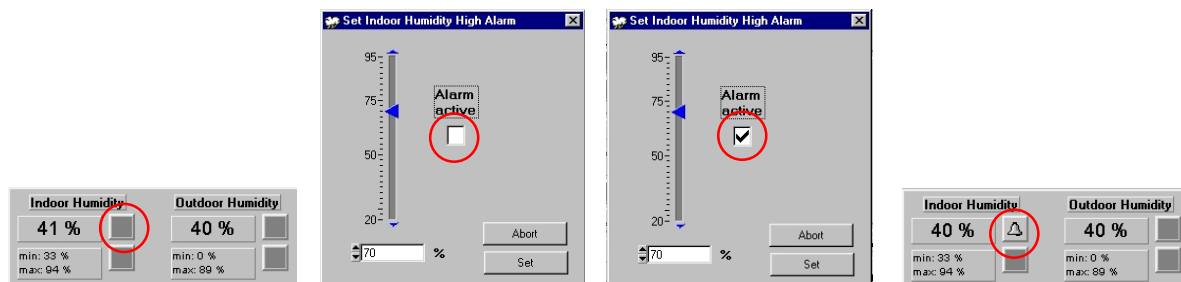 Indoor Humidity
Outdoor Humidity
41 %
40 %
min: 33 %
max: 94 %
min: 0 %
max: 89 %
Set Indoor Humidity High Alarm
95
75
50
20
Alarm
active
70 %
Abort
Set
Set Indoor Humidity High Alarm
95
75
50
20
Alarm
active
70 %
Abort
Set
Indoor Humidity
Outdoor Humidity
40 %
40 %
min: 33 %
max: 94 %
min: 0 %
max: 89 %